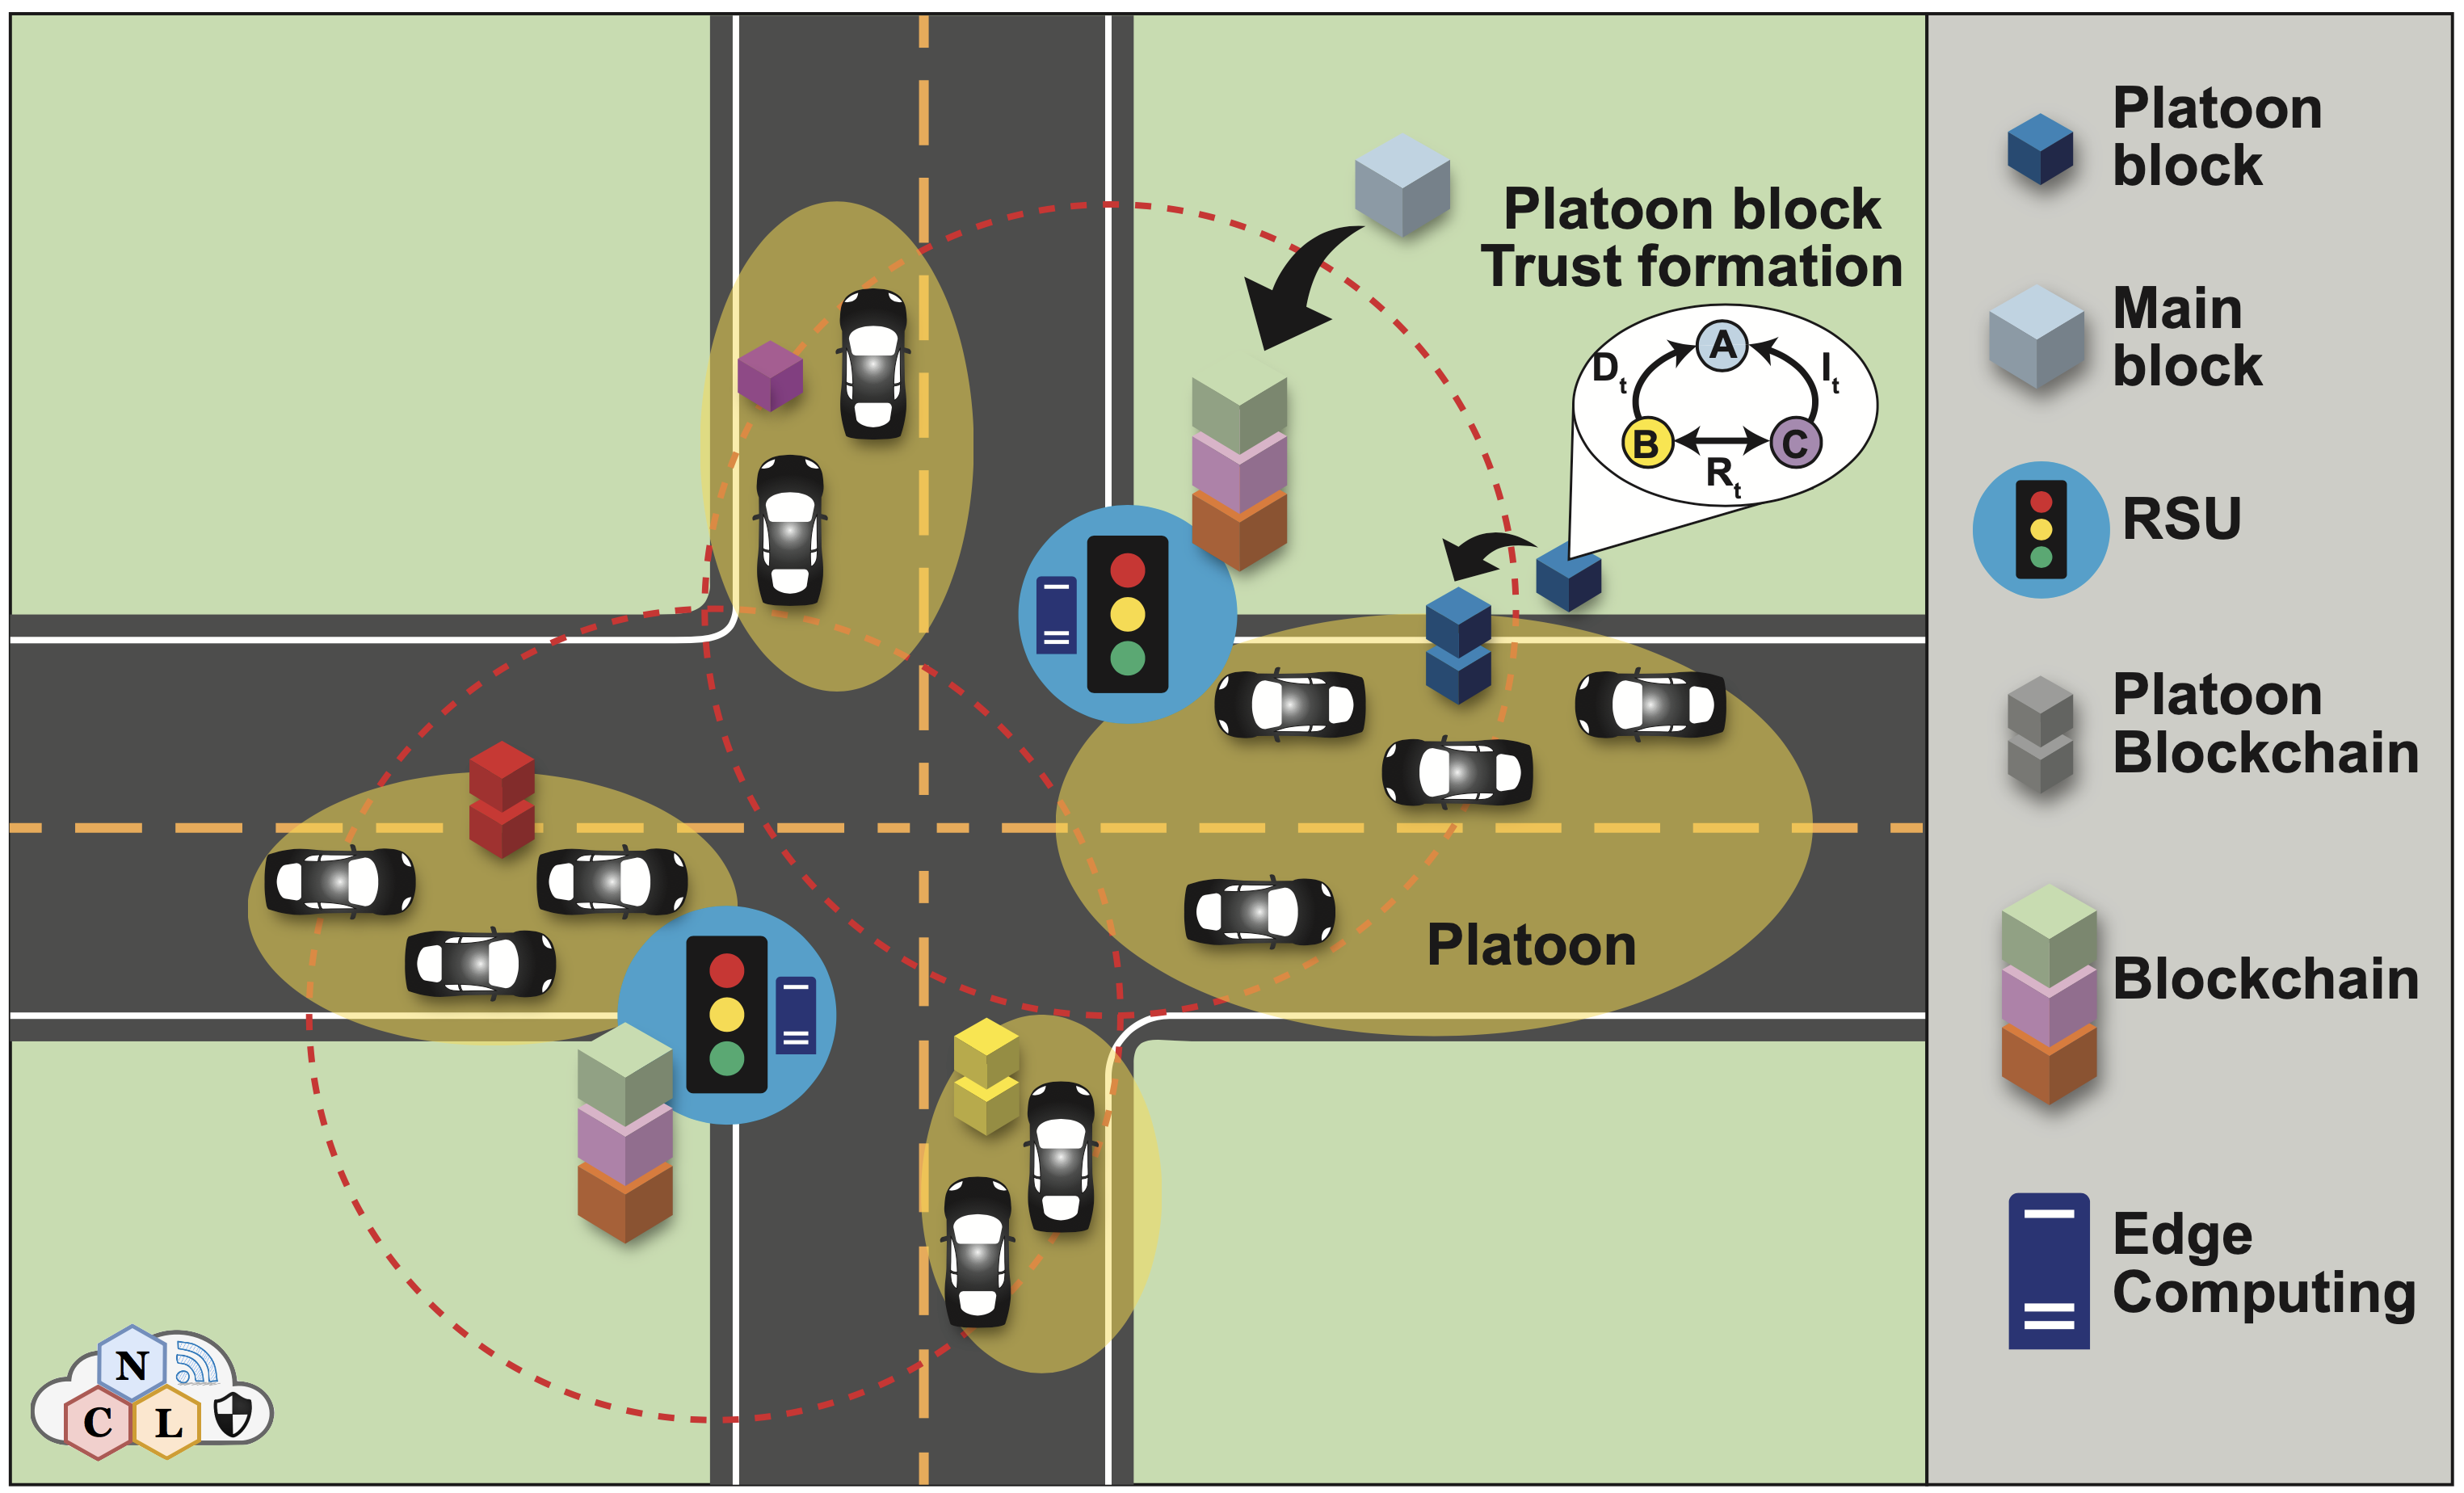 Platoon block
Trust formation
A
D_t
I_t
B
C
R_t
Platoon
N
C
L
Platoon
block
Main
block
RSU
Platoon
Blockchain
Blockchain
Edge
Computing